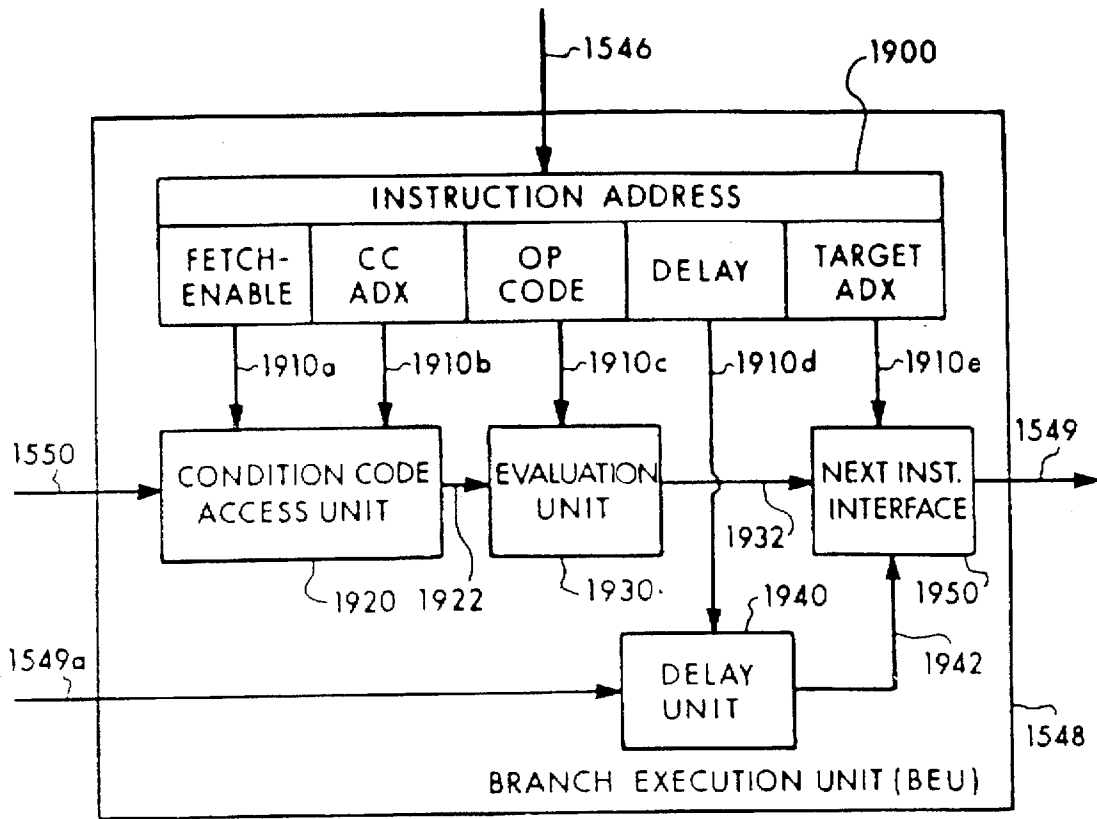 1546
1900
INSTRUCTION ADDRESS
FETCH-
ENABLE
CC
ADX
OP
CODE
DELAY
TARGET
ADX
1910a
1910b
1910c
1910d
1910e
1550
1549
CONDITION CODE
ACCESS UNIT
EVALUATION
UNIT
NEXT INST.
INTERFACE
1932
1920
1922
1930
1940
1950
1549a
1942
DELAY
UNIT
1548
BRANCH EXECUTION UNIT (BEU)